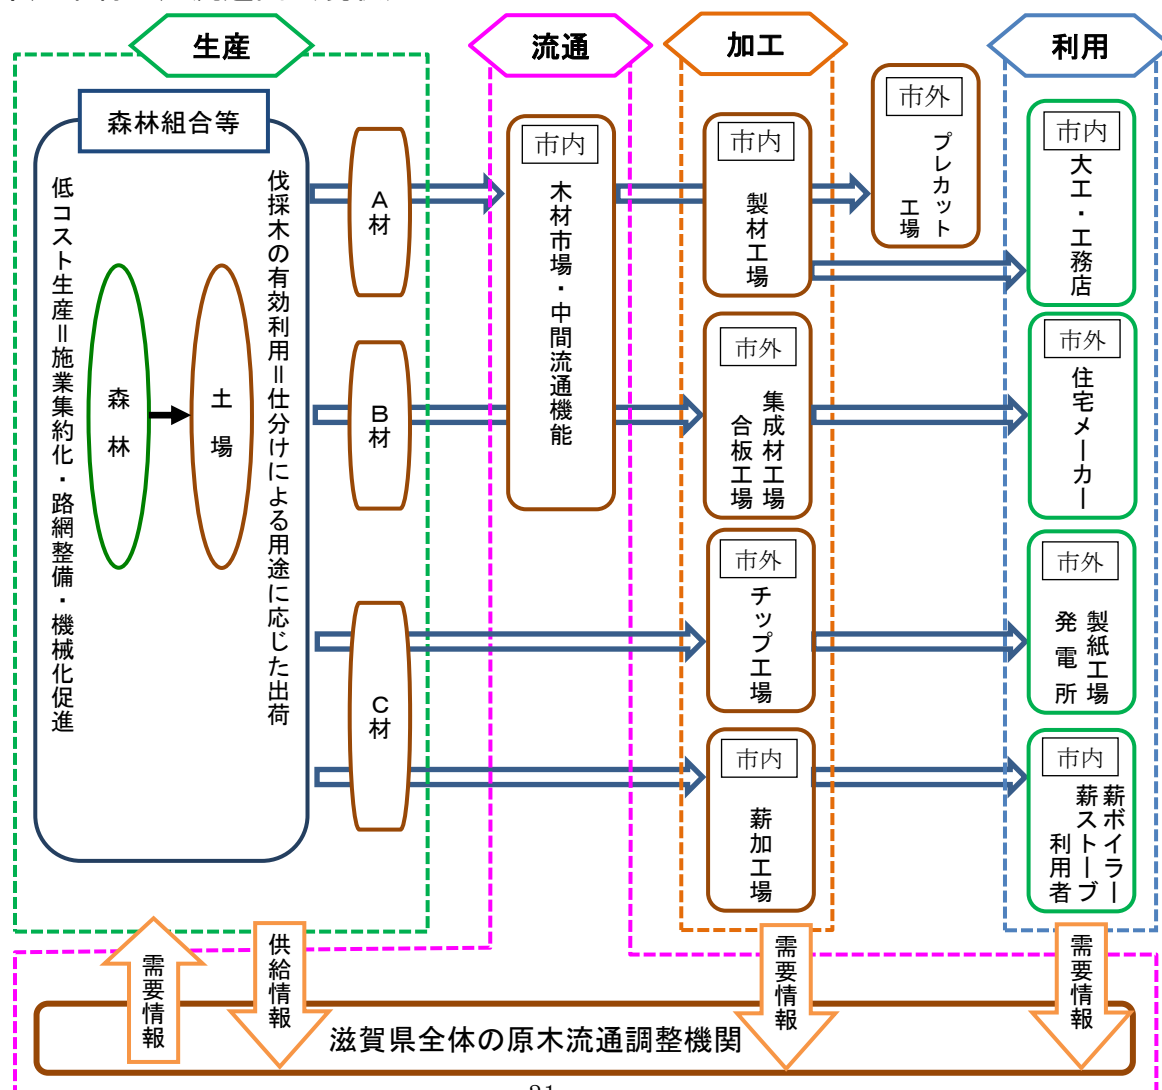 生産
流通
加工
利用
森林組合等
低コスト生産＝施業集約化・路網整備・機械化促進
伐採木の有効利用＝仕分けによる用途に応じた出荷
森林
土場
A材
B材
C材
市内
木材市場・中間流通機能
市内
製材工場
市外
プレカット
工場
市内
大工・工務店
市外
集成材工場
合板工場
市外
住宅メーカー
市外
チップ工場
市外
製紙工場
発電所
市内
薪加工場
市内
薪ボイラー
薪ストーブ
利用者
需要情報
供給情報
需要情報
需要情報
滋賀県全体の原木流通調整機関